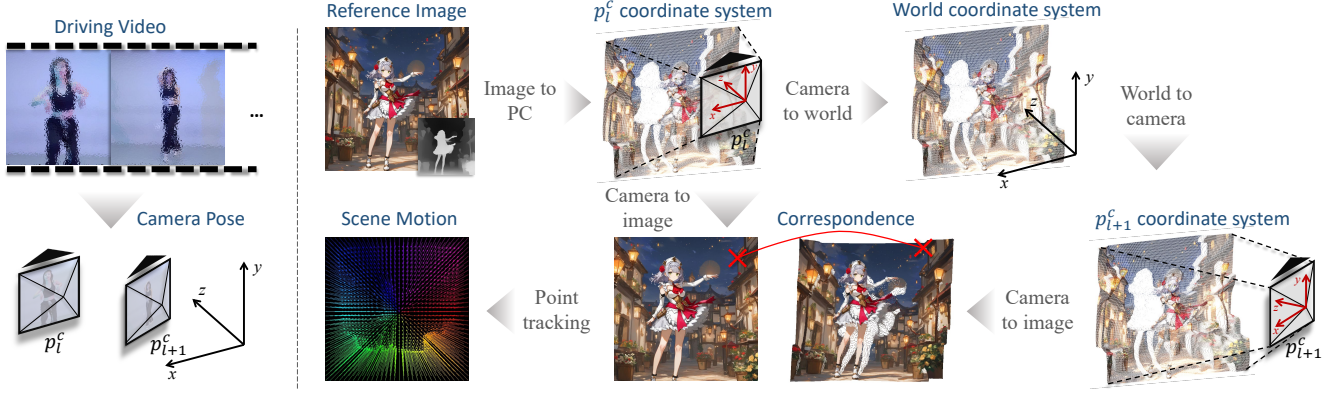 Driving Video
...
Camera Pose
y
z
x
p_l^c
p_{l+1}^c
Reference Image
Image to
PC
p_l^c coordinate system
y
z
x
p_l^c
Camera
to world
World coordinate system
y
z
x
World to
camera
Camera to
image
Scene Motion
Point
tracking
Correspondence
Camera
to image
p_{l+1}^c coordinate system
y
z
x
p_{l+1}^c